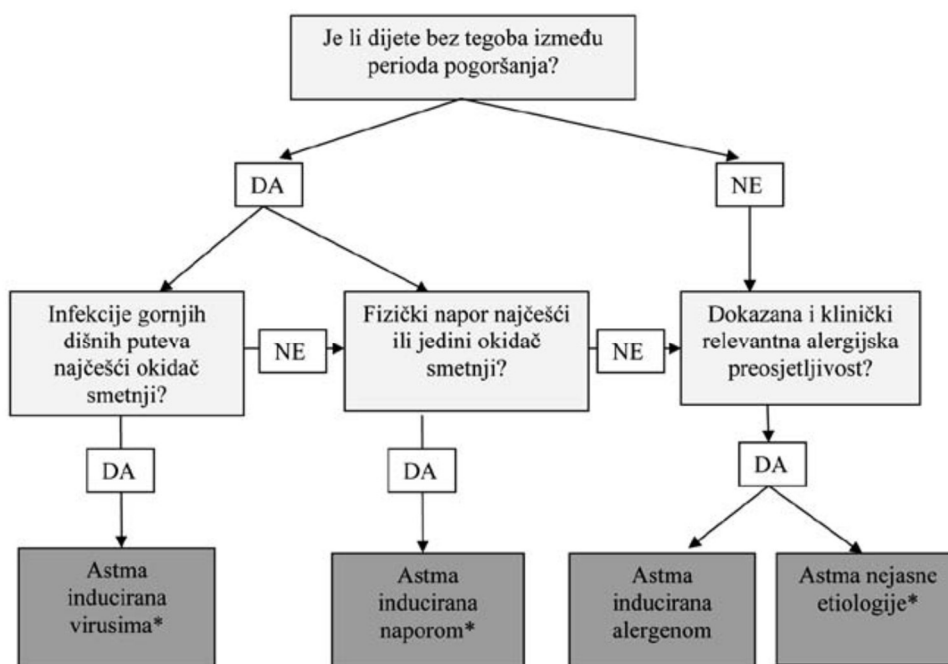 Je li dijete bez tegoba između
perioda pogoršanja?
DA
NE
Infekcije gornjih
dišnih puteva
najčešći okidač
smetnji?
NE
Fizički napor najčešći
ili jedini okidač
smetnji?
NE
Dokazana i klinički
relevantna alergijska
preosjetljivost?
DA
DA
DA
Astma
inducirana
virusima*
Astma
inducirana
naporom*
Astma
inducirana
alergenom
Astma nejasne
etiologije*